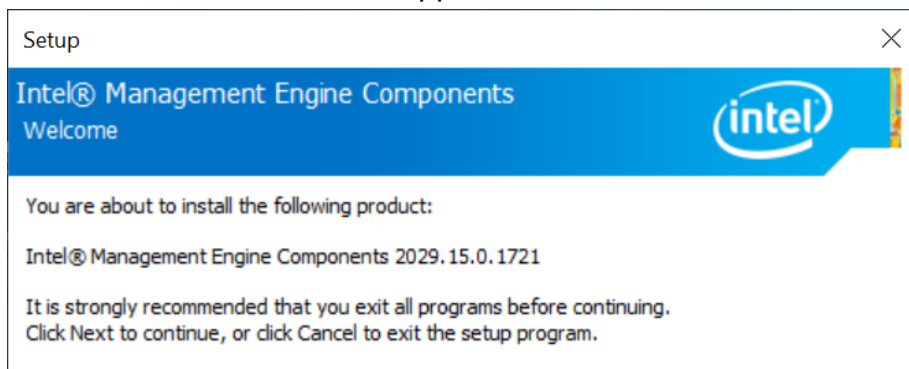 Setup
Intel® Management Engine Components
intel
Welcome
You are about to install the following product:
Intel® Management Engine Components 2029.15.0.1721
It is strongly recommended that you exit all programs before continuing.
Click Next to continue, or click Cancel to exit the setup program.